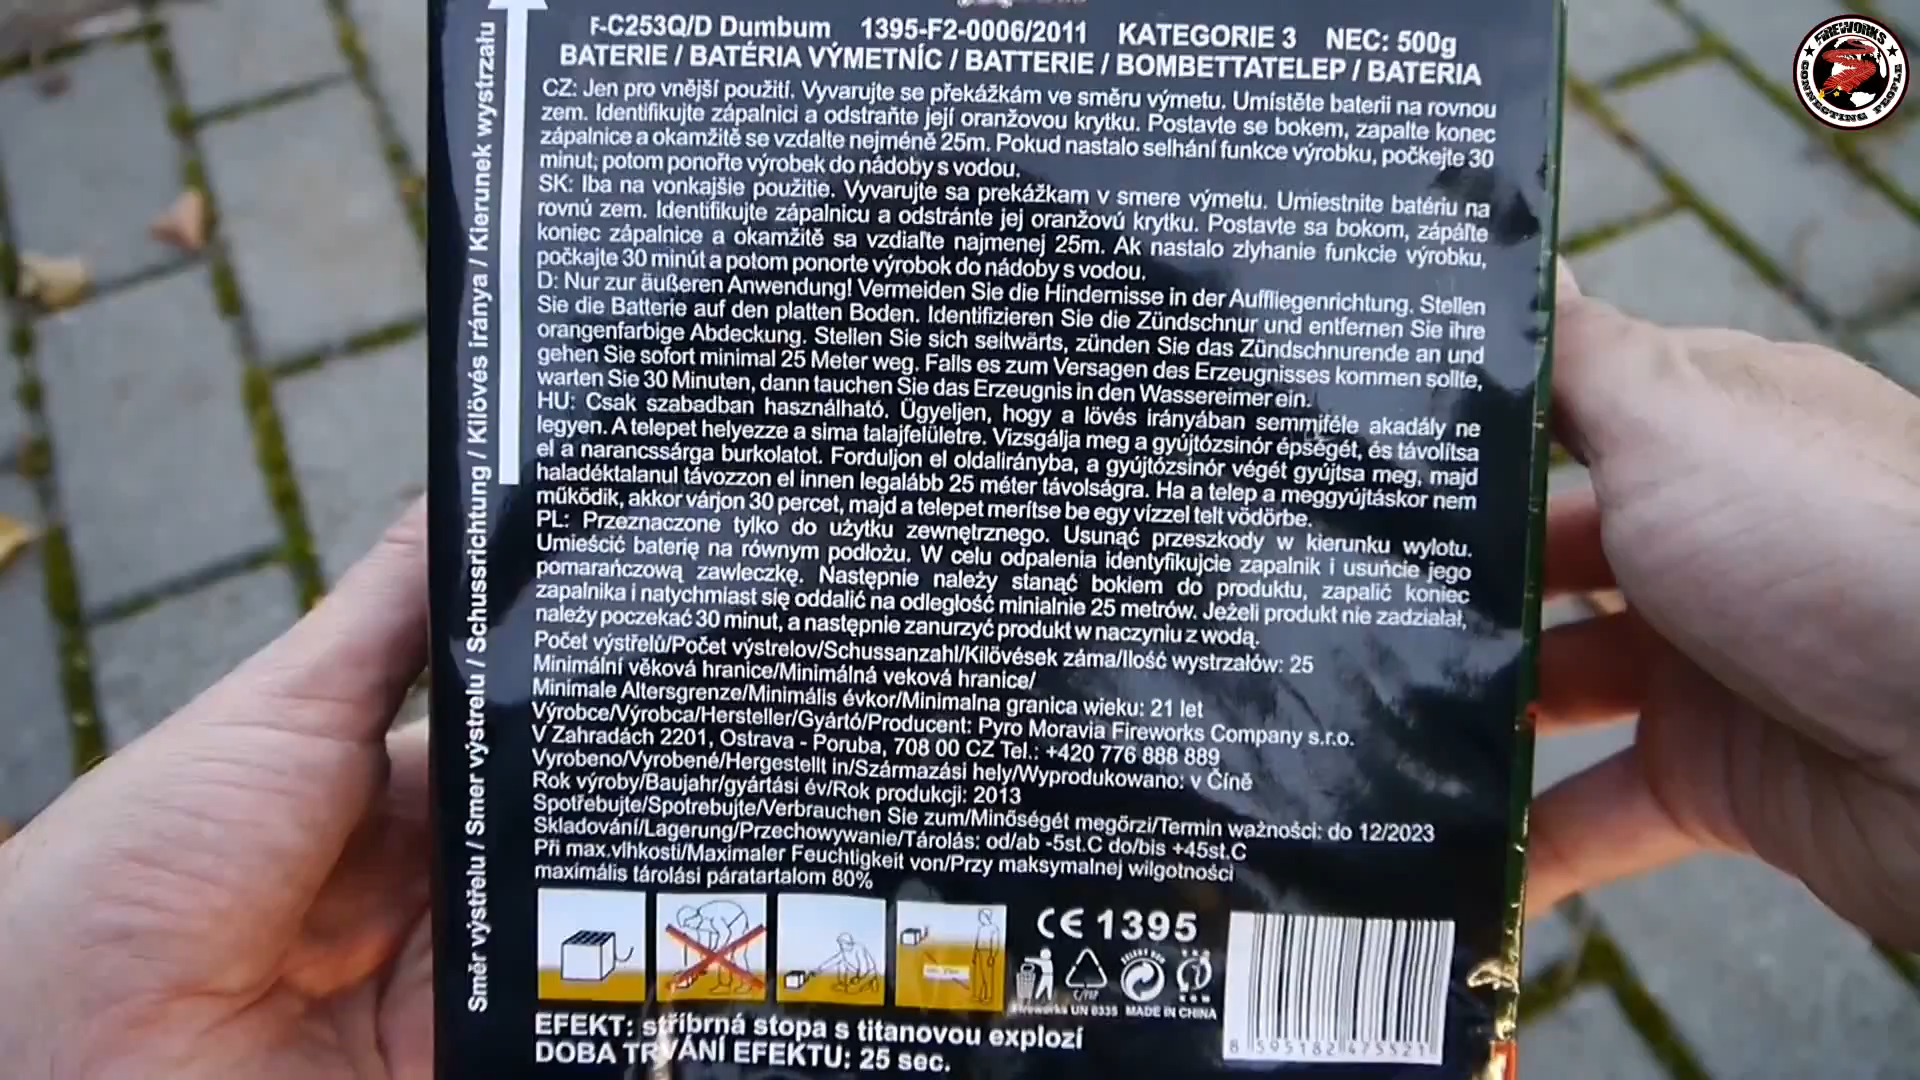 F-C253Q/D Dumbum 1395-F2-0006/2011 KATEGORIE 3 NEC: 500g
BATERIE / BATÉRIA VÝMETNÍC / BATTERIE / BOMBETTATELEP / BATERIA
CZ: Jen pro vnější použití. Vyvarujte se překážkám ve směru výmetu. Umístěte baterii na rovnou
zem. Identifikujte zápalnici a odstraňte její oranžovou krytku. Postavte se bokem, zapalte konec
zápalnice a okamžitě se vzdalte nejméně 25m. Pokud nastalo selhání funkce výrobku, počkejte 30
minut, potom ponořte výrobek do nádoby s vodou.
SK: Iba na vonkajšie použitie. Vyvarujte sa prekážkam v smere výmetu. Umiestnite batériu na
rovnú zem. Identifikujte zápalnicu a odstránte jej oranžovú krytku. Postavte sa bokom, zápáľte
koniec zápalnice a okamžitě sa vzdiaľte najmenej 25m. Ak nastalo zlyhanie funkcie výrobku,
počkajte 30 minút a potom ponorte výrobok do nádoby s vodou.
D: Nur zur äußeren Anwendung! Vermeiden Sie die Hindernisse in der Auffliegenrichtung. Stellen
Sie die Batterie auf den platten Boden. Identifizieren Sie die Zündschnur und entfernen Sie ihre
orangenfarbige Abdeckung. Stellen Sie sich seitwärts, zünden Sie das Zündschnurende an und
gehen Sie sofort minimal 25 Meter weg. Falls es zum Versagen des Erzeugnisses kommen sollte,
warten Sie 30 Minuten, dann tauchen Sie das Erzeugnis in den Wassereimer ein.
HU: Csak szabadban használható. Ügyeljen, hogy a lövés irányában semmiféle akadály ne
legyen. A telepet helyezze a sima talajfelületre. Vizsgálja meg a gyújtózsinór épségét, és távolítsa
el a narancssárga burkolatot. Forduljon el oldalirányba, a gyújtózsinór végét gyújtsa meg, majd
haladéktalanul távozzon el innen legalább 25 méter távolságra. Ha a telep a meggyújtáskor nem
működik, akkor várjon 30 percet, majd a telepet merítse be egy vízzel telt vödörbe.
PL: Przeznaczone tylko do użytku zewnętrznego. Usunąć przeszkody w kierunku wylotu.
Umieścić baterię na równym podłożu. W celu odpalenia identyfikujcie zapalnik i usuńcie jego
pomarańczową zawleczkę. Następnie należy stanąć bokiem do produktu, zapalić koniec
zapalnika i natychmiast się oddalić na odległość minialnie 25 metrów. Jeżeli produkt nie zadziałał,
należy poczekać 30 minut, a następnie zanurzyć produkt w naczyniu z wodą.
Počet výstřelů/Počet výstrelov/Schussanzahl/Kilövések záma/Ilość wystrzałów: 25
Minimální věková hranice/Minimálná veková hranice/
Minimale Altersgrenze/Minimális évkor/Minimalna granica wieku: 21 let
Výrobce/Výrobca/Hersteller/Gyártó/Producent: Pyro Moravia Fireworks Company s.r.o.
V Zahradách 2201, Ostrava - Poruba, 708 00 CZ Tel.: +420 776 888 889
Vyrobeno/Vyrobené/Hergestellt in/Származási hely/Wyprodukowano: v Číně
Rok výroby/Baujahr/gyártási év/Rok produkcji: 2013
Spotřebujte/Spotrebujte/Verbrauchen Sie zum/Minőségét megőrzi/Termin ważności: do 12/2023
Skladování/Lagerung/Przechowywanie/Tárolás: od/ab -5st.C do/bis +45st.C
Při max.vlhkosti/Maximaler Feuchtigkeit von/Przy maksymalnej wilgotności
maximális tárolási páratartalom 80%
CE 1395
Fireworks UN 0335 MADE IN CHINA
EFEKT: stříbrná stopa s titanovou explozí
DOBA TRVÁNÍ EFEKTU: 25 sec.
8 595182 475521
Směr výstřelu / Smer výstrelu / Schussrichtung / Kilövés iránya / Kierunek wystrzału
FIREWORKS
CONNECTING PEOPLE